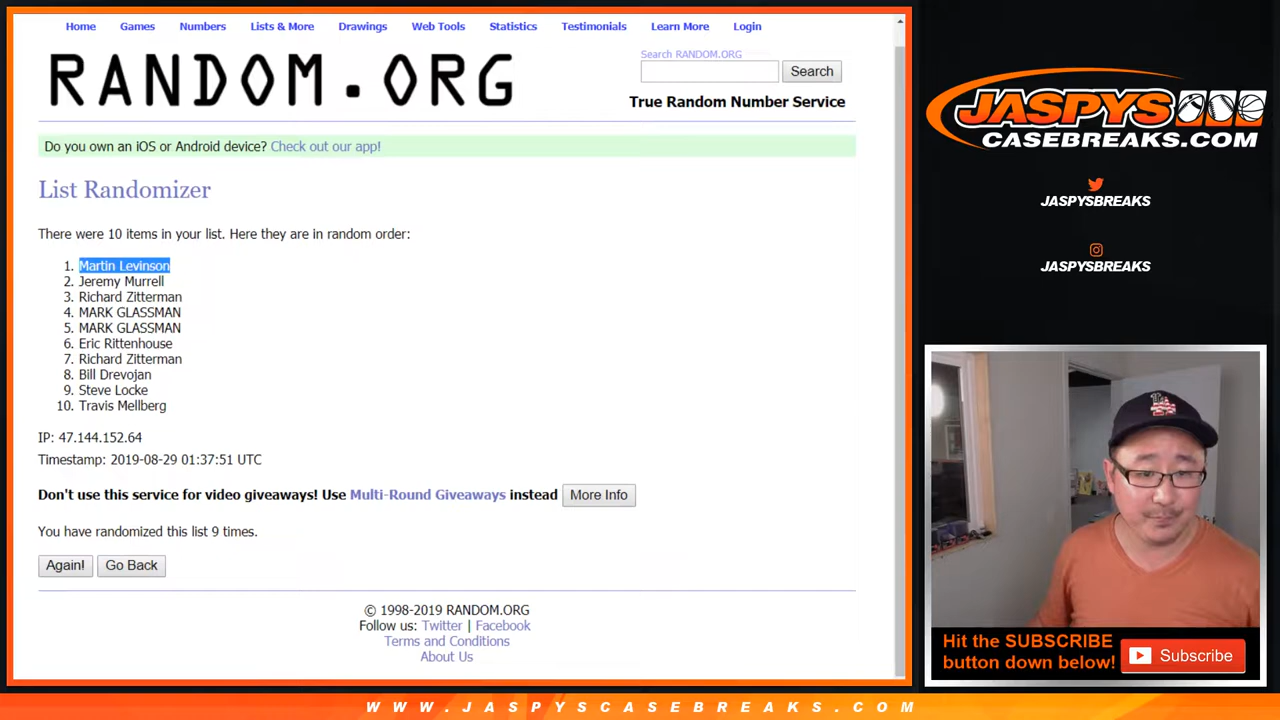 Home Games Numbers Lists & More Drawings Web Tools Statistics Testimonials Learn More Login
RANDOM.ORG
Search RANDOM.ORG
Search
True Random Number Service
Do you own an iOS or Android device? Check out our app!
List Randomizer
There were 10 items in your list. Here they are in random order:
1. Martin Levinson
2. Jeremy Murrell
3. Richard Zitterman
4. MARK GLASSMAN
5. MARK GLASSMAN
6. Eric Rittenhouse
7. Richard Zitterman
8. Bill Drevojan
9. Steve Locke
10. Travis Mellberg
IP: 47.144.152.64
Timestamp: 2019-08-29 01:37:51 UTC
Don't use this service for video giveaways! Use Multi-Round Giveaways instead More Info
You have randomized this list 9 times.
Again! Go Back
© 1998-2019 RANDOM.ORG
Follow us: Twitter | Facebook
Terms and Conditions
About Us
JASPYS
CASEBREAKS.COM
JASPYSBREAKS
JASPYSBREAKS
Hit the SUBSCRIBE
button down below!
Subscribe
WWW.JASPYSCASEBREAKS.COM